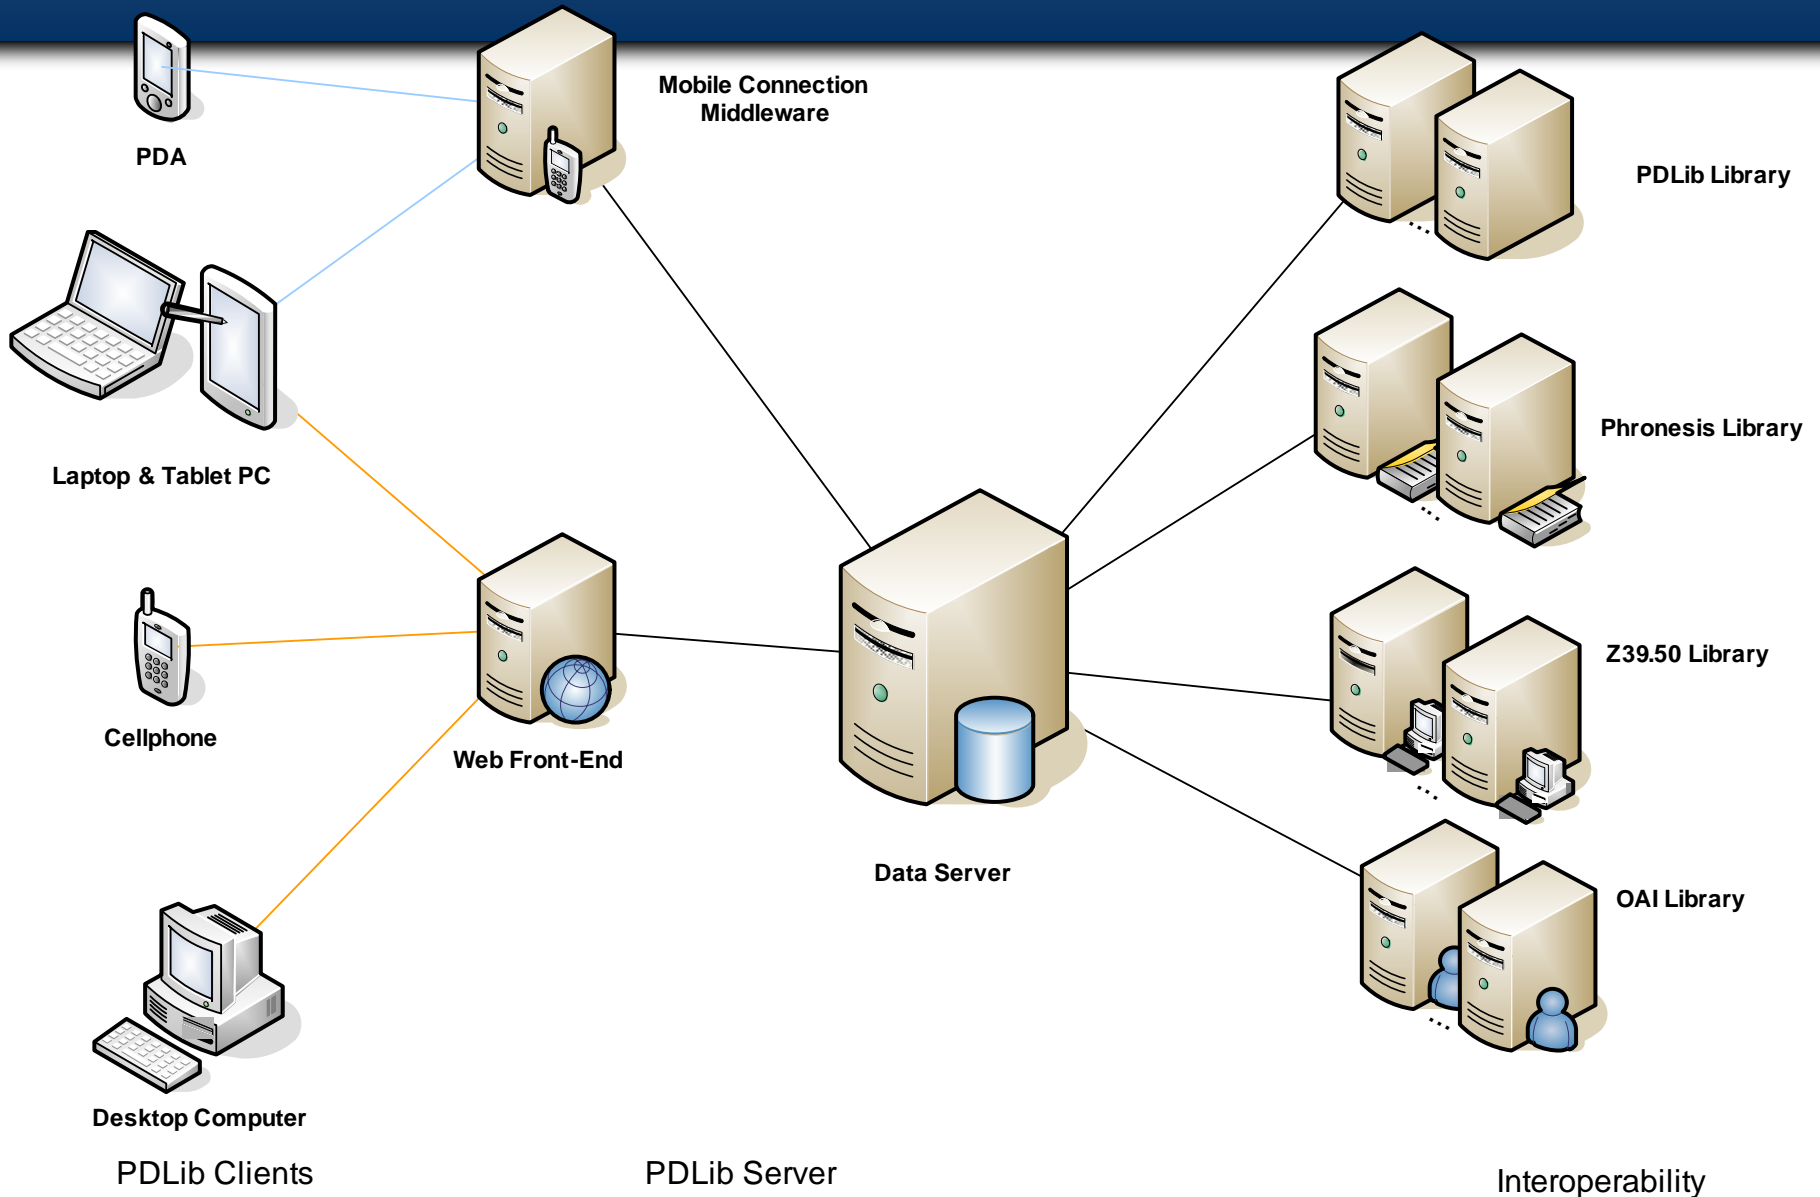 Mobile Connection
Middleware
PDA
PDLib Library
Phronesis Library
Laptop & Tablet PC
Z39.50 Library
Cellphone
Web Front-End
Data Server
OAI Library
Desktop Computer
PDLib Clients
PDLib Server
Interoperability